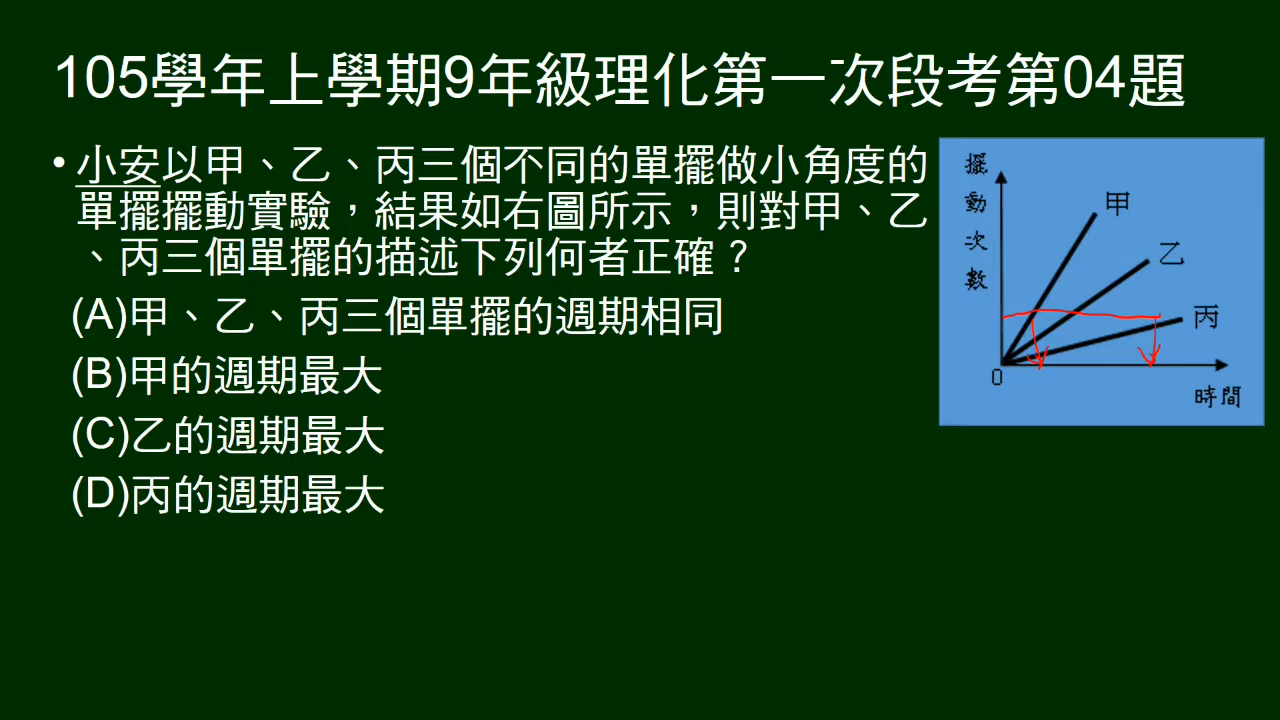 105學年上學期9年級理化第一次段考第04題
•小安以甲、乙、丙三個不同的單擺做小角度的
單擺擺動實驗，結果如右圖所示，則對甲、乙
、丙三個單擺的描述下列何者正確？
(A)甲、乙、丙三個單擺的週期相同
(B)甲的週期最大
(C)乙的週期最大
(D)丙的週期最大
擺動次數
甲
乙
丙
0
時間